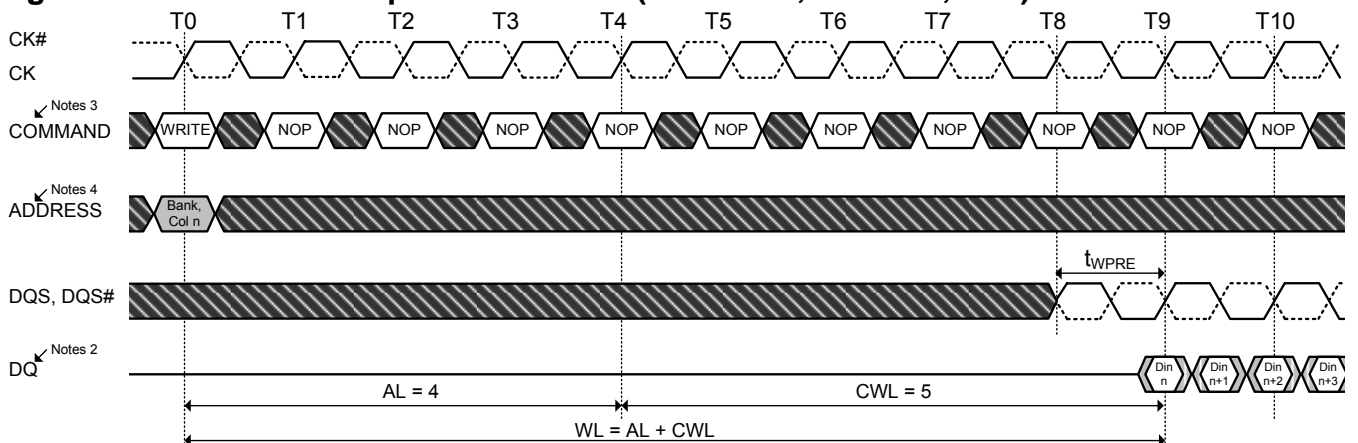 T0 T1 T2 T3 T4 T5 T6 T7 T8 T9 T10
CK#
CK
Notes 3
COMMAND WRITE NOP NOP NOP NOP NOP NOP NOP NOP NOP NOP
Notes 4
ADDRESS Bank,
Col n
tWPRE
DQS, DQS#
Notes 2
DQ Din Din Din Din
n n+1 n+2 n+3
AL = 4 CWL = 5
WL = AL + CWL